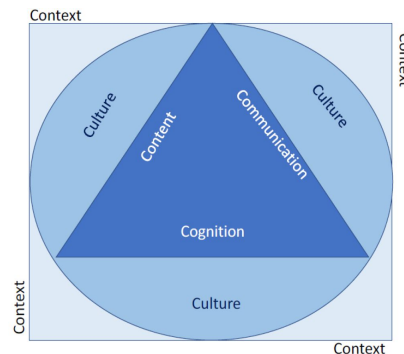 Context
Context
Culture
Culture
Content
Communication
Cognition
Culture
Context
Context